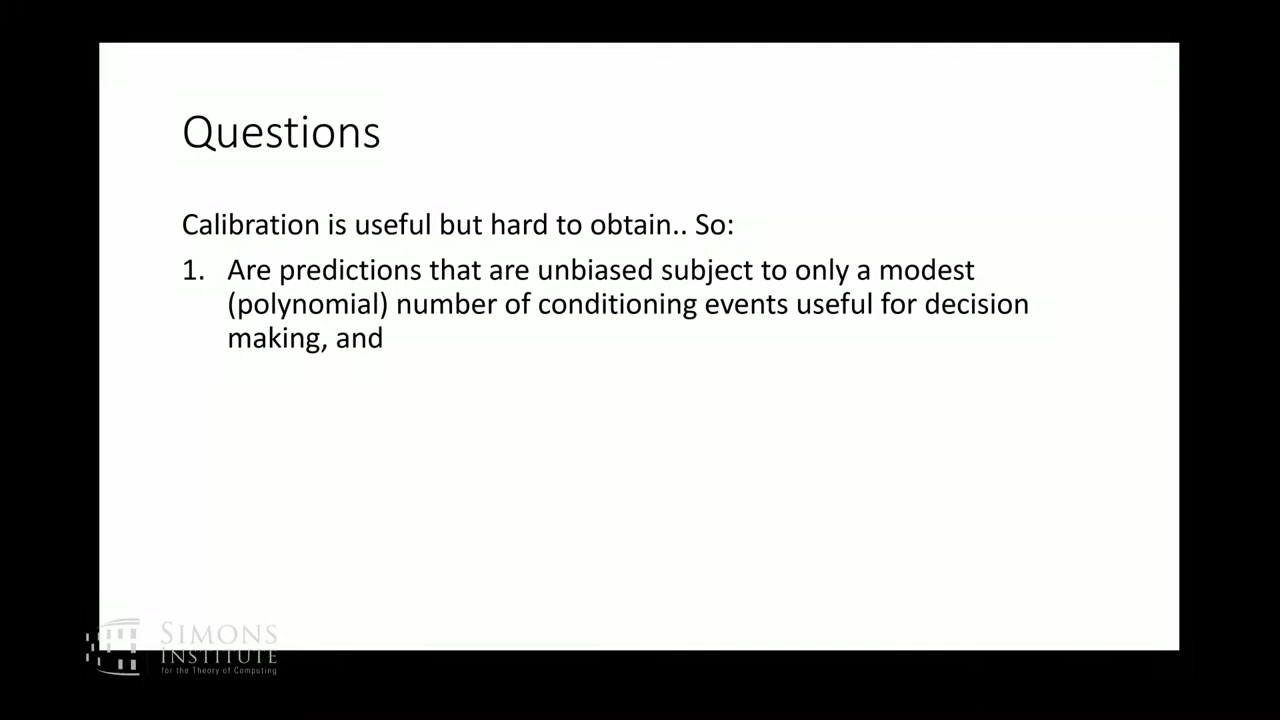 Questions
Calibration is useful but hard to obtain.. So:
1. Are predictions that are unbiased subject to only a modest
(polynomial) number of conditioning events useful for decision
making, and
SIMONS
INSTITUTE
for the Theory of Computing